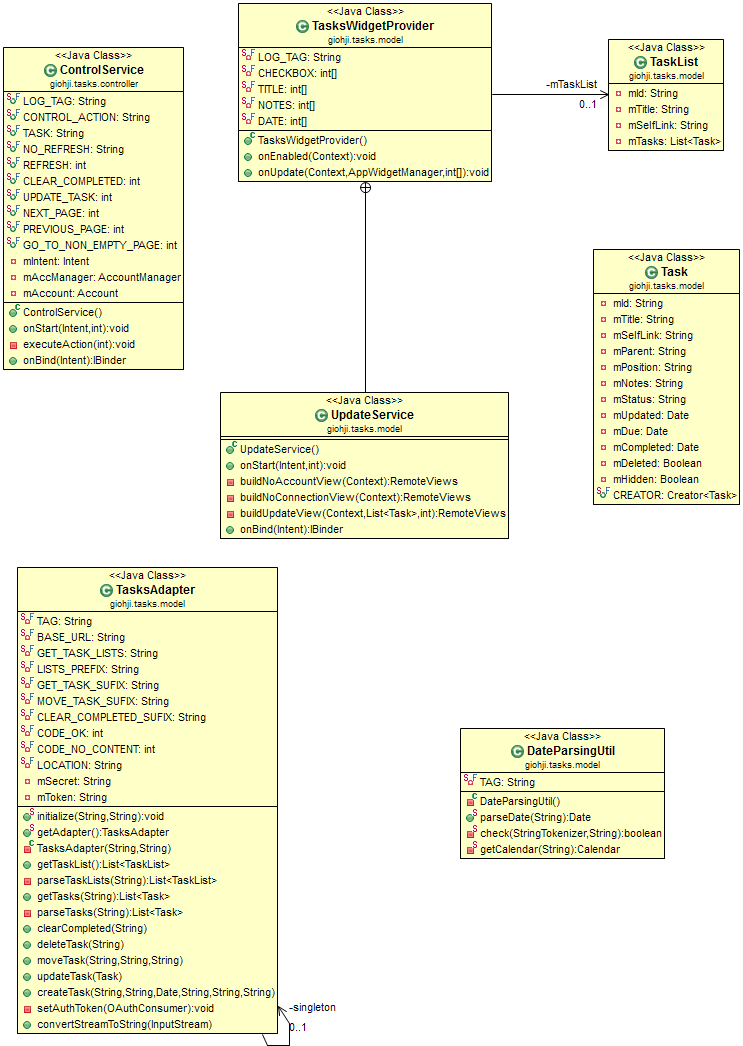 <<Java Class>>
TasksWidgetProvider
giohji.tasks.model
LOG_TAG: String
CHECKBOX: int[]
TITLE: int[]
NOTES: int[]
DATE: int[]
TasksWidgetProvider()
onEnabled(Context):void
onUpdate(Context,AppWidgetManager,int[]):void
-mTaskList
0..1
<<Java Class>>
TaskList
giohji.tasks.model
mId: String
mTitle: String
mSelfLink: String
mTasks: List<Task>
<<Java Class>>
ControlService
giohji.tasks.controller
LOG_TAG: String
CONTROL_ACTION: String
TASK: String
NO_REFRESH: String
REFRESH: int
CLEAR_COMPLETED: int
UPDATE_TASK: int
NEXT_PAGE: int
PREVIOUS_PAGE: int
GO_TO_NON_EMPTY_PAGE: int
mIntent: Intent
mAccManager: AccountManager
mAccount: Account
ControlService()
onStart(Intent,int):void
executeAction(int):void
onBind(Intent):IBinder
<<Java Class>>
Task
giohji.tasks.model
mId: String
mTitle: String
mSelfLink: String
mParent: String
mPosition: String
mNotes: String
mStatus: String
mUpdated: Date
mDue: Date
mCompleted: Date
mDeleted: Boolean
mHidden: Boolean
CREATOR: Creator<Task>
<<Java Class>>
UpdateService
giohji.tasks.model
UpdateService()
onStart(Intent,int):void
buildNoAccountView(Context):RemoteViews
buildNoConnectionView(Context):RemoteViews
buildUpdateView(Context,List<Task>,int):RemoteViews
onBind(Intent):IBinder
<<Java Class>>
TasksAdapter
giohji.tasks.model
TAG: String
BASE_URL: String
GET_TASK_LISTS: String
LISTS_PREFIX: String
GET_TASK_SUFIX: String
MOVE_TASK_SUFIX: String
CLEAR_COMPLETED_SUFIX: String
CODE_OK: int
CODE_NO_CONTENT: int
LOCATION: String
mSecret: String
mToken: String
initialize(String,String):void
getAdapter():TasksAdapter
TasksAdapter(String,String)
getTaskList():List<TaskList>
parseTaskLists(String):List<TaskList>
getTasks(String):List<Task>
parseTasks(String):List<Task>
clearCompleted(String)
deleteTask(String)
moveTask(String,String,String)
updateTask(Task)
createTask(String,String,Date,String,String,String)
setAuthToken(OAuthConsumer):void
convertStreamToString(InputStream)
-singleton
0..1
<<Java Class>>
DateParsingUtil
giohji.tasks.model
TAG: String
DateParsingUtil()
parseDate(String):Date
check(StringTokenizer,String):boolean
getCalendar(String):Calendar